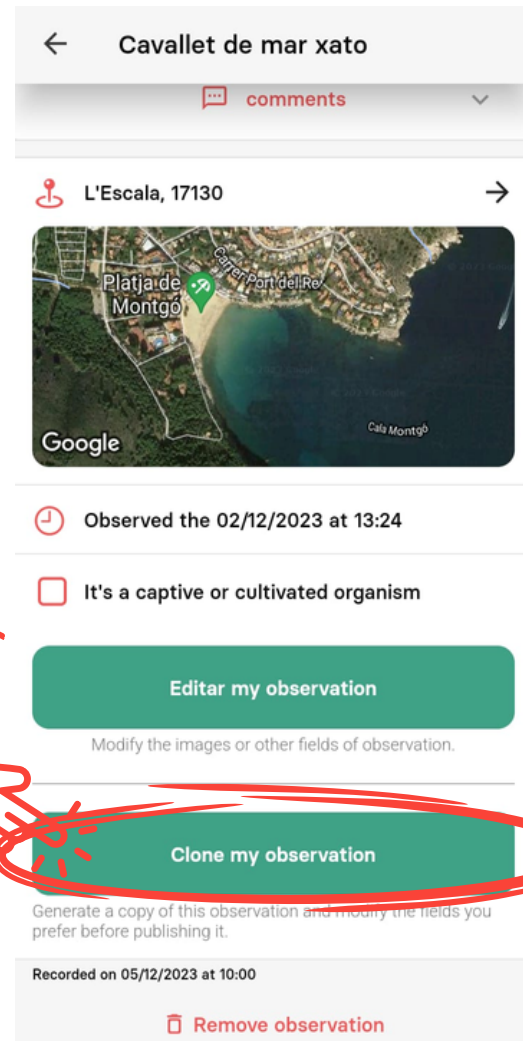 Cavallet de mar xato
comments
L'Escala, 17130
Platja de
Montgó
Carrer Port del Rei
Cala Montgó
Google
Observed the 02/12/2023 at 13:24
It's a captive or cultivated organism
Editar my observation
Modify the images or other fields of observation.
Clone my observation
Generate a copy of this observation and modify the fields you
prefer before publishing it.
Recorded on 05/12/2023 at 10:00
Remove observation